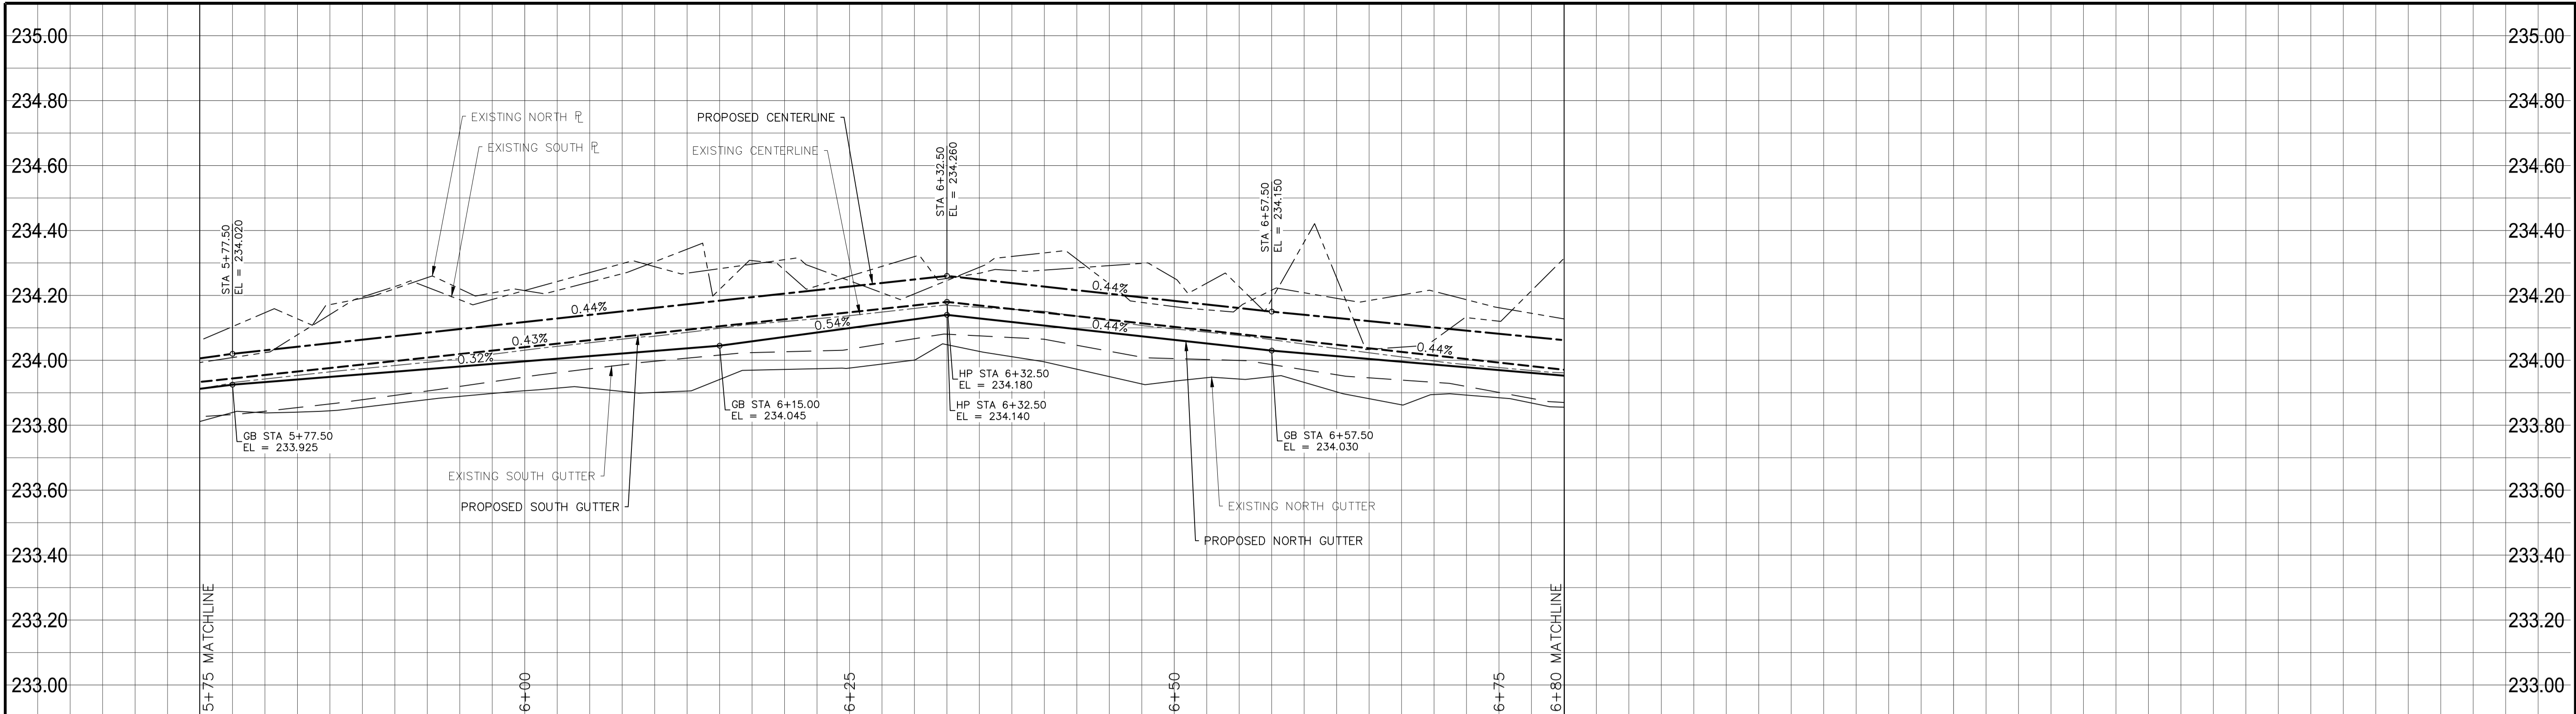 235.00 235.00
234.80 234.80
EXISTING NORTH ⅊
PROPOSED CENTERLINE
EXISTING SOUTH ⅊
EXISTING CENTERLINE
234.60 234.60
STA 6+32.50
EL = 234.260
STA 6+57.50
EL = 234.150
234.40 234.40
STA 5+77.50
EL = 234.020
234.20 234.20
0.44%
0.44%
0.43%
0.54%
0.44%
0.44%
0.32%
234.00 234.00
HP STA 6+32.50
EL = 234.180
GB STA 6+15.00
EL = 234.045
HP STA 6+32.50
EL = 234.140
233.80 233.80
GB STA 5+77.50
EL = 233.925
GB STA 6+57.50
EL = 234.030
EXISTING SOUTH GUTTER
233.60 233.60
PROPOSED SOUTH GUTTER
EXISTING NORTH GUTTER
PROPOSED NORTH GUTTER
233.40 233.40
233.20 233.20
233.00 233.00
5+75 MATCHLINE
6+00
6+25
6+50
6+75
6+80 MATCHLINE